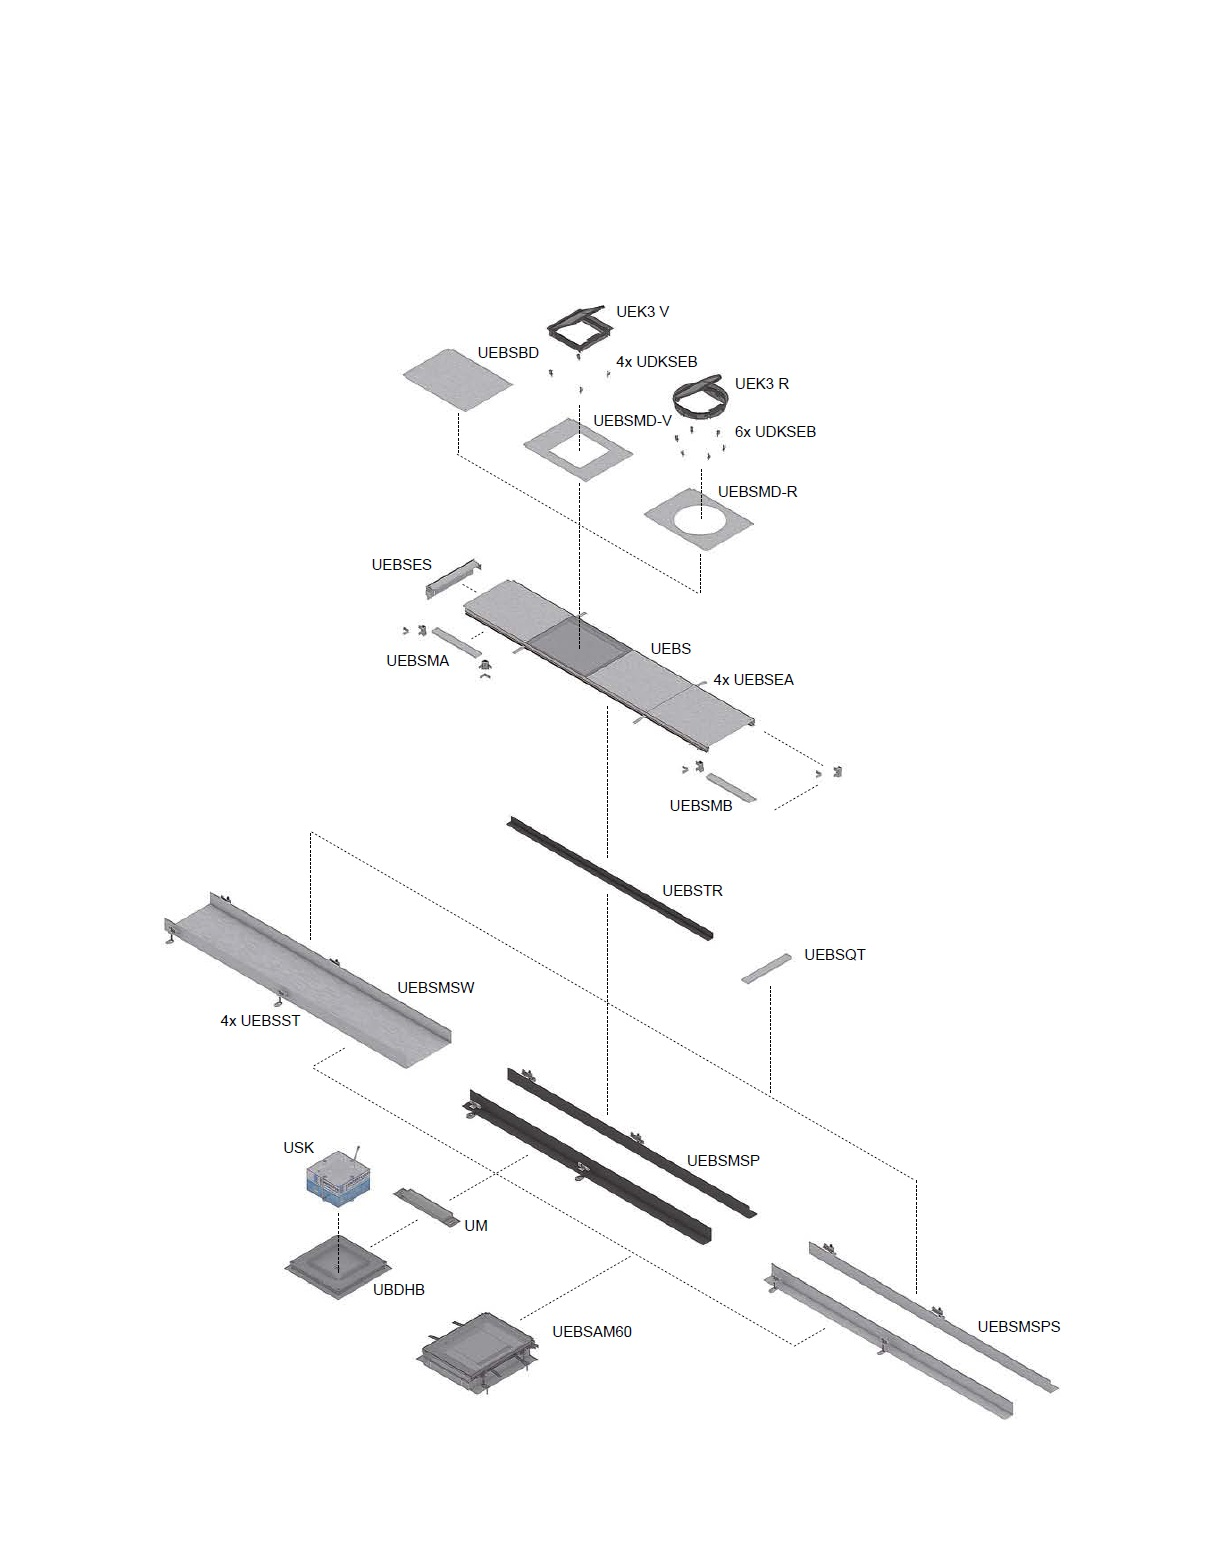 UEK3 V
UEBSBD
4x UDKSEB
UEK3 R
UEBSMD-V
6x UDKSEB
UEBSMD-R
UEBSES
UEBS
UEBSMA
4x UEBSEA
UEBSMB
UEBSTR
UEBSQT
UEBSMSW
4x UEBSST
USK
UEBSMSP
UM
UBDHB
UEBSMSPS
UEBSAM60